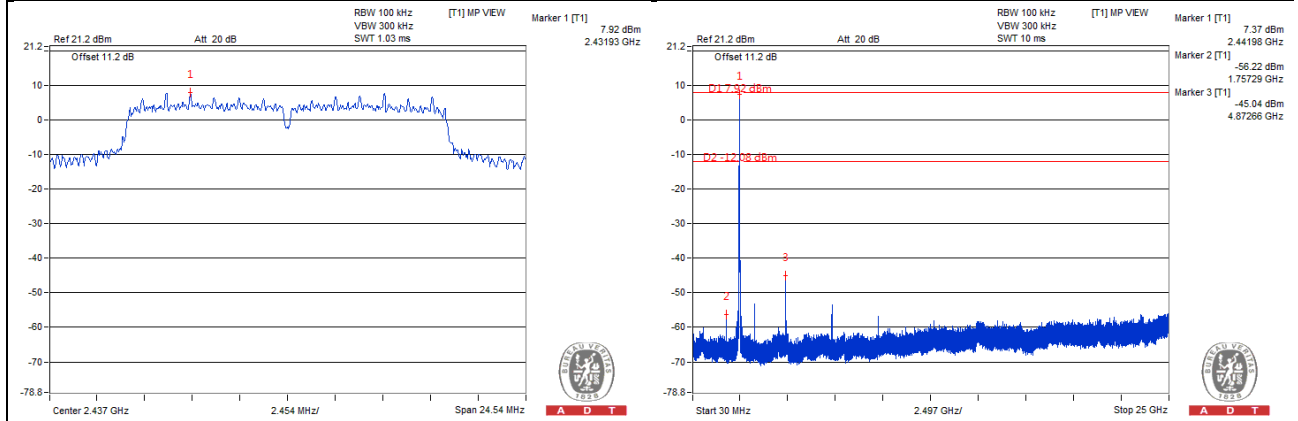 RBW 100 kHz [T1] MP VIEW
VBW 300 kHz
Ref 21.2 dBm Att 20 dB SWT 1.03 ms
Marker 1 [T1]
7.92 dBm
2.43193 GHz
21.2
Offset 11.2 dB
1
10
0
-10
-20
-30
-40
-50
-60
-70
-78.8
Center 2.437 GHz 2.454 MHz/ Span 24.54 MHz
BUREAU VERITAS
1828
A D T
RBW 100 kHz [T1] MP VIEW
VBW 300 kHz
Ref 21.2 dBm Att 20 dB SWT 10 ms
Marker 1 [T1]
7.37 dBm
2.44198 GHz
Marker 2 [T1]
-56.22 dBm
1.75729 GHz
Marker 3 [T1]
-45.04 dBm
4.87266 GHz
21.2
Offset 11.2 dB
1
D1 7.92 dBm
10
0
-10
D2 -12.08 dBm
-20
-30
-40
3
-50
2
-60
-70
-78.8
Start 30 MHz 2.497 GHz/ Stop 25 GHz
BUREAU VERITAS
1828
A D T